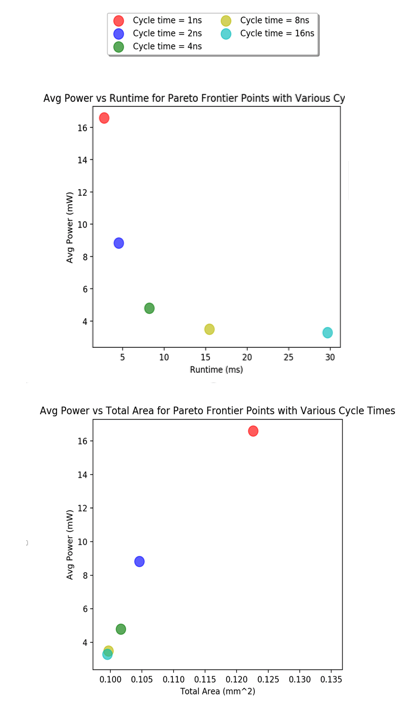 Cycle time = 1ns
Cycle time = 2ns
Cycle time = 4ns
Cycle time = 8ns
Cycle time = 16ns
Avg Power vs Runtime for Pareto Frontier Points with Various Cy
16
14
12
10
8
6
4
Avg Power (mW)
5 10 15 20 25 30
Runtime (ms)
Avg Power vs Total Area for Pareto Frontier Points with Various Cycle Times
16
14
12
10
8
6
4
Avg Power (mW)
0.100 0.105 0.110 0.115 0.120 0.125 0.130 0.135
Total Area (mm^2)